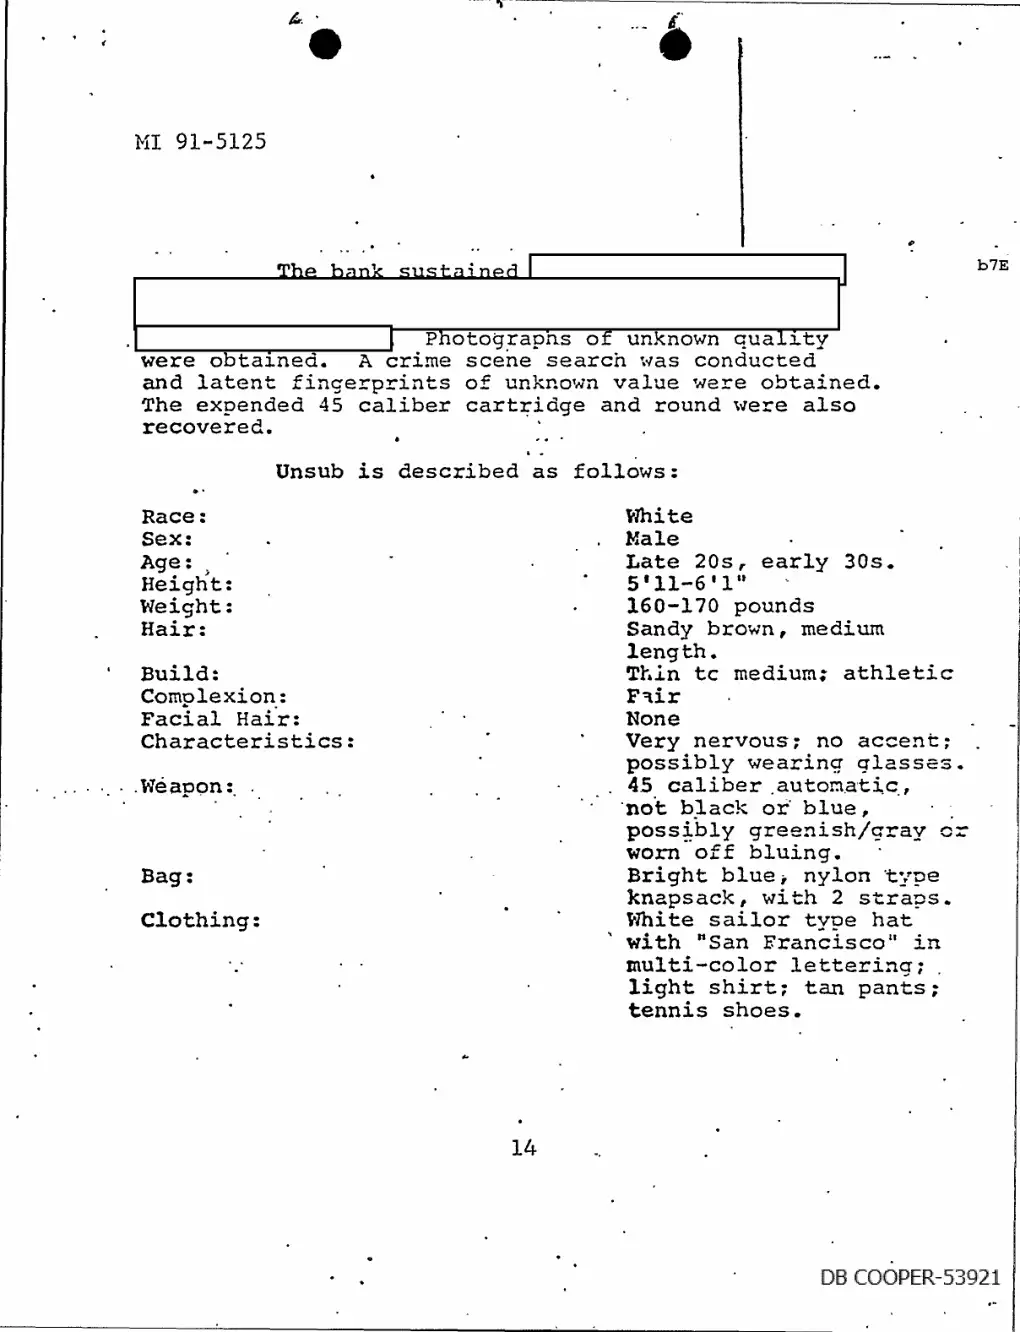 MI 91-5125
The bank sustained
b7E
Photographs of unknown quality
were obtained. A crime scene search was conducted
and latent fingerprints of unknown value were obtained.
The expended 45 caliber cartridge and round were also
recovered.
Unsub is described as follows:
Race: White
Sex: Male
Age: Late 20s, early 30s.
Height: 5'11-6'1"
Weight: 160-170 pounds
Hair: Sandy brown, medium
length.
Build: Thin to medium; athletic
Complexion: Fair
Facial Hair: None
Characteristics: Very nervous; no accent;
possibly wearing glasses.
Weapon: 45 caliber automatic,
not black or blue,
possibly greenish/gray or
worn off bluing.
Bag: Bright blue, nylon type
knapsack, with 2 straps.
Clothing: White sailor type hat
with "San Francisco" in
multi-color lettering;
light shirt; tan pants;
tennis shoes.
14
DB COOPER-53921